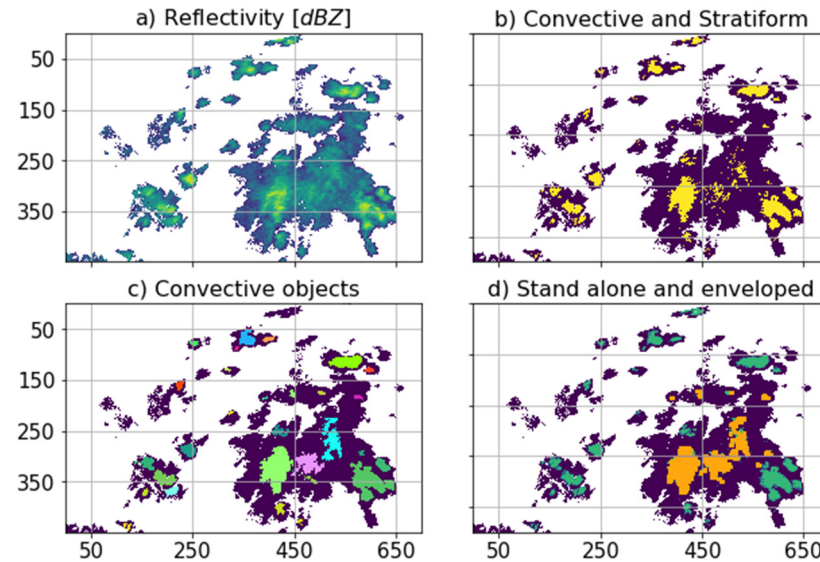 a) Reflectivity [dBZ]
b) Convective and Stratiform
50
150
250
350
c) Convective objects
d) Stand alone and enveloped
50
150
250
350
50 250 450 650
50 250 450 650